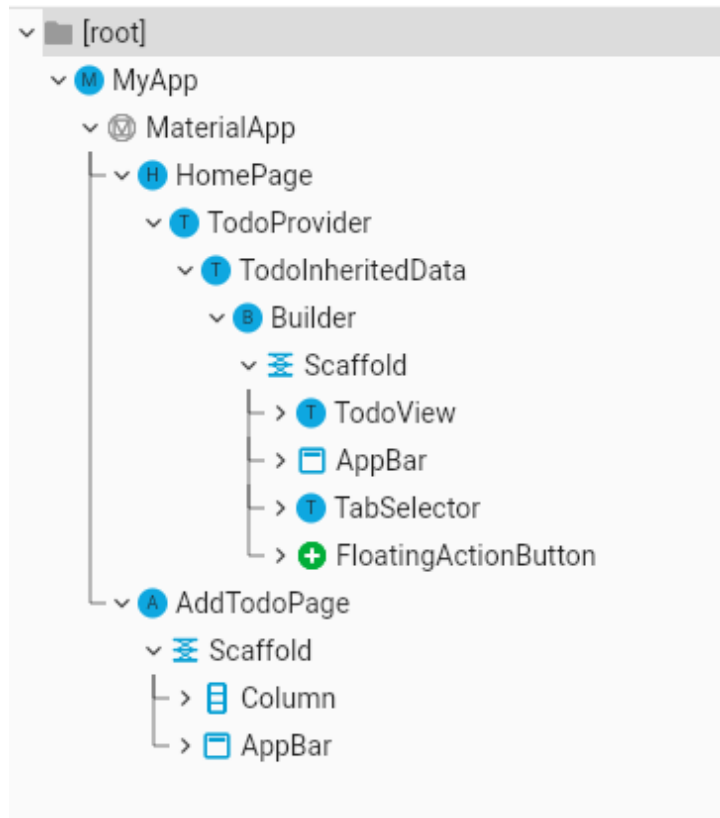 [root]
M MyApp
MaterialApp
H HomePage
T TodoProvider
T TodoInheritedData
B Builder
Scaffold
T TodoView
AppBar
T TabSelector
FloatingActionButton
A AddTodoPage
Scaffold
Column
AppBar